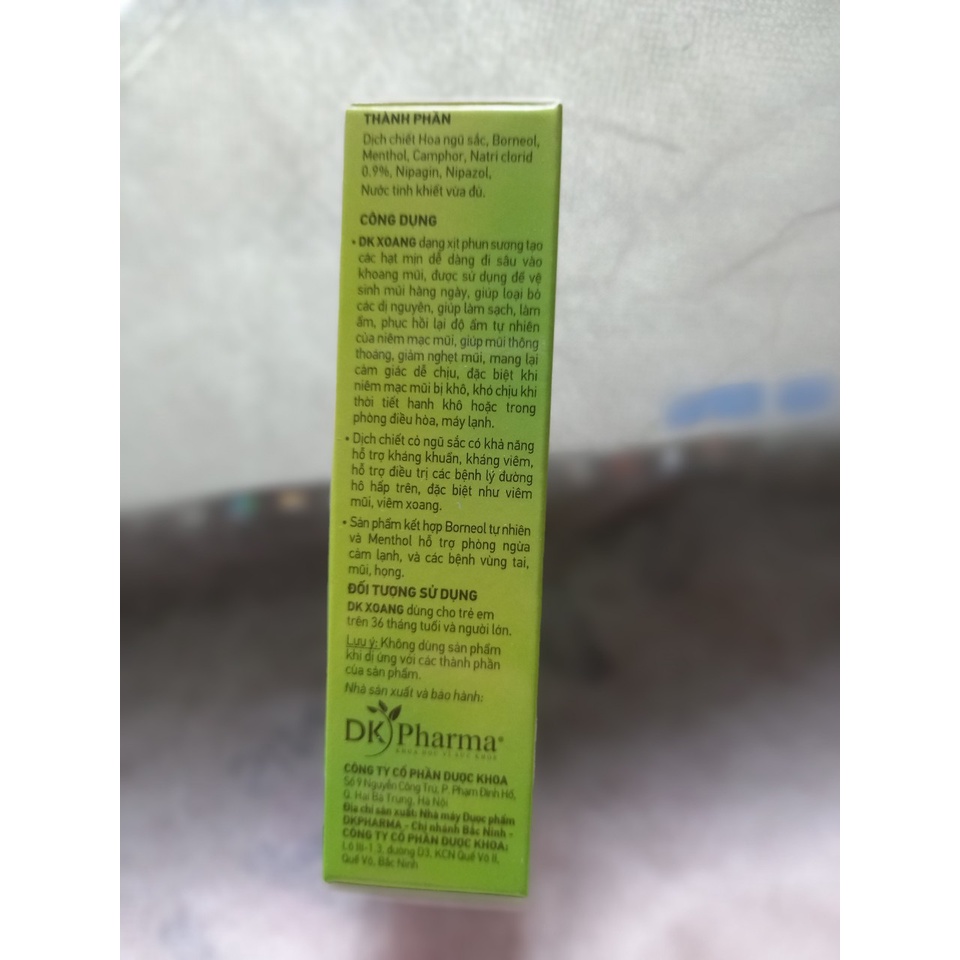 THÀNH PHẦN
Dịch chiết Hoa ngũ sắc, Borneol,
Menthol, Camphor, Natri clorid
0.9%, Nipagin, Nipazol,
Nước tinh khiết vừa đủ.
CÔNG DỤNG
• DK XOANG dạng xịt phun sương tạo
các hạt mịn dễ dàng đi sâu vào
khoang mũi, được sử dụng để vệ
sinh mũi hàng ngày, giúp loại bỏ
các dị nguyên, giúp làm sạch, làm
ẩm, phục hồi lại độ ẩm tự nhiên
của niêm mạc mũi, giúp mũi thông
thoáng, giảm nghẹt mũi, mang lại
cảm giác dễ chịu, đặc biệt khi
niêm mạc mũi bị khô, khó chịu khi
thời tiết hanh khô hoặc trong
phòng điều hòa, máy lạnh.
• Dịch chiết cỏ ngũ sắc có khả năng
hỗ trợ kháng khuẩn, kháng viêm,
hỗ trợ điều trị các bệnh lý đường
hô hấp trên, đặc biệt như viêm
mũi, viêm xoang.
• Sản phẩm kết hợp Borneol tự nhiên
và Menthol hỗ trợ phòng ngừa
cảm lạnh, và các bệnh vùng tai,
mũi, họng.
ĐỐI TƯỢNG SỬ DỤNG
DK XOANG dùng cho trẻ em
trên 36 tháng tuổi và người lớn.
Lưu ý: Không dùng sản phẩm
khi dị ứng với các thành phần
của sản phẩm.
Nhà sản xuất và bảo hành:
DK Pharma®
KHOA HỌC VÌ SỨC KHỎE
CÔNG TY CỔ PHẦN DƯỢC KHOA
Số 9 Nguyễn Công Trứ, P. Phạm Đình Hổ,
Q. Hai Bà Trưng, Hà Nội
Địa chỉ sản xuất: Nhà máy Dược phẩm
DKPHARMA - Chi nhánh Bắc Ninh -
CÔNG TY CỔ PHẦN DƯỢC KHOA:
Lô III-1.3, đường D3, KCN Quế Võ II,
Quế Võ, Bắc Ninh